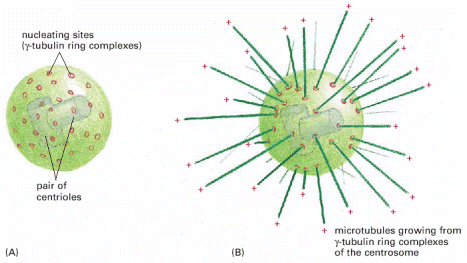 nucleating sites
(γ-tubulin ring complexes)
pair of
centrioles
(A)
(B)
+ microtubules growing from
γ-tubulin ring complexes
of the centrosome